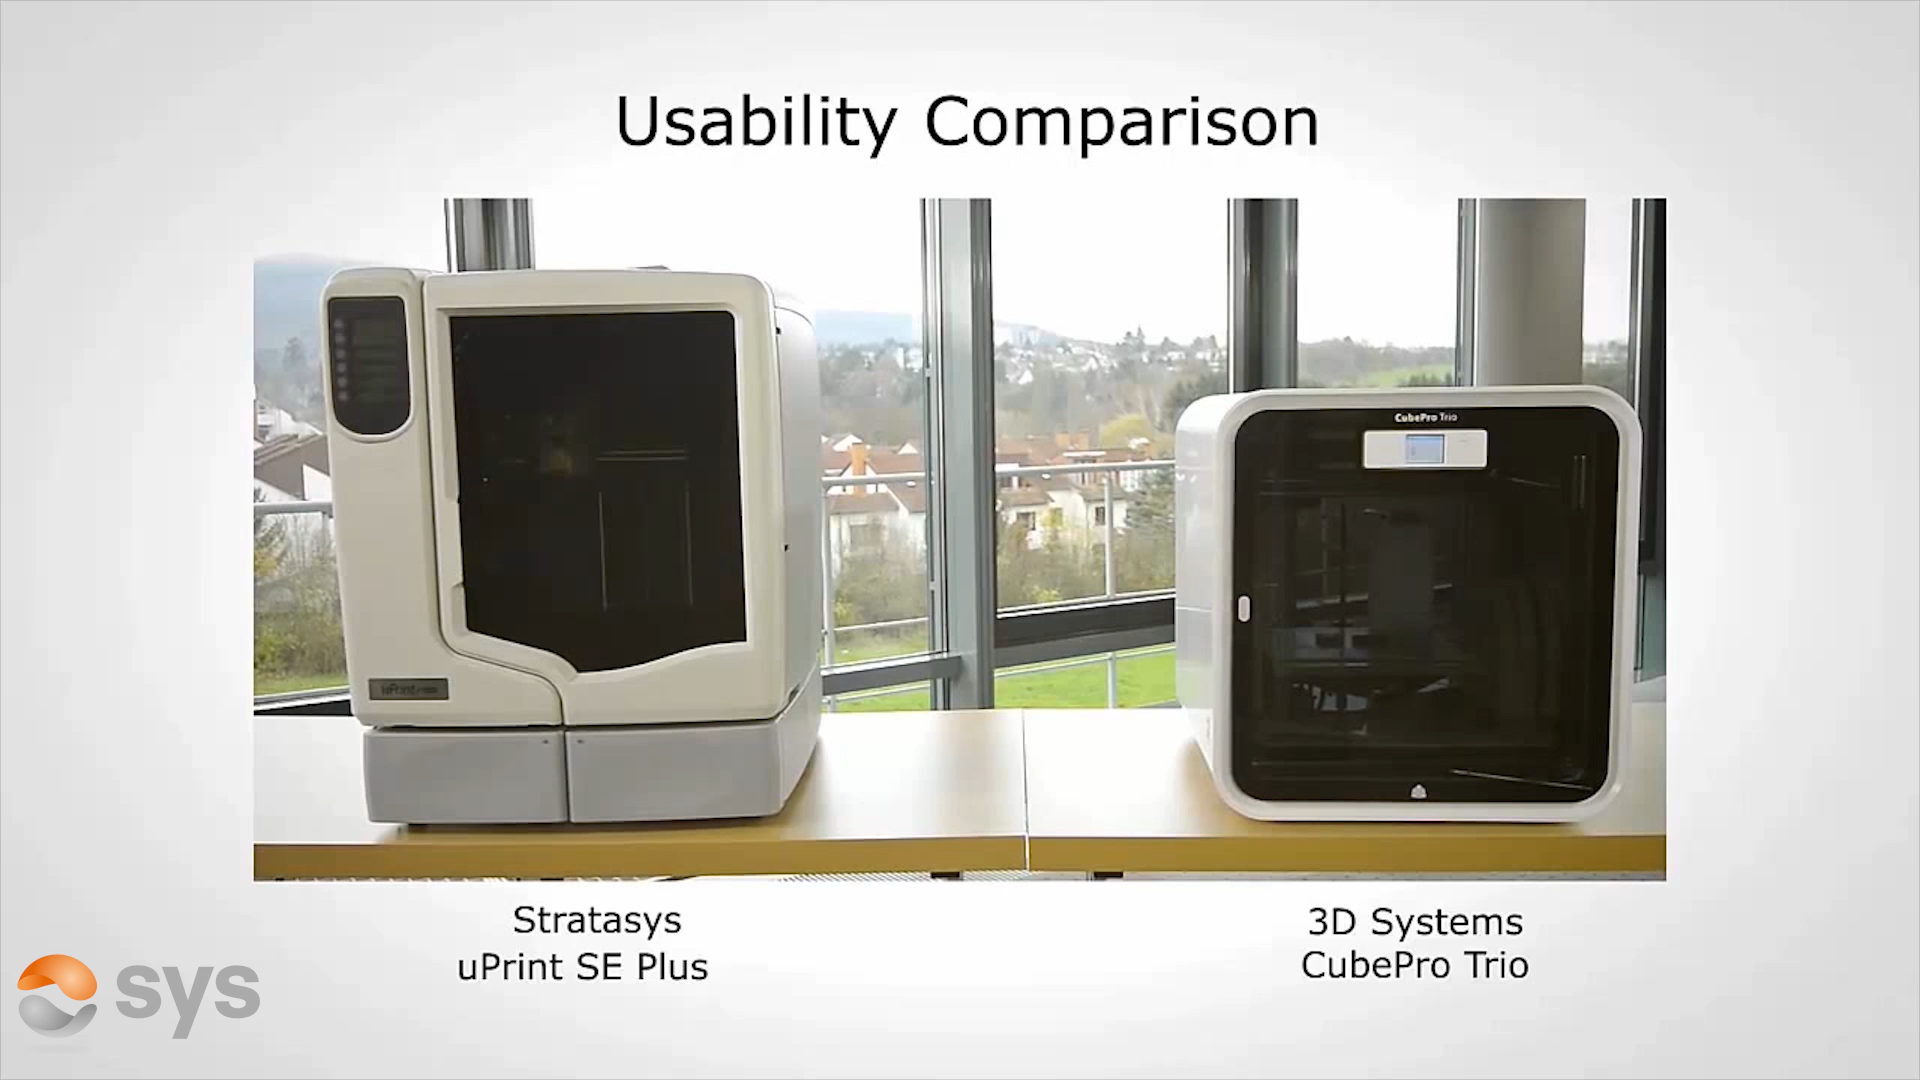 Usability Comparison
CubePro Trio
uPrint
Stratasys
uPrint SE Plus
3D Systems
CubePro Trio
sys